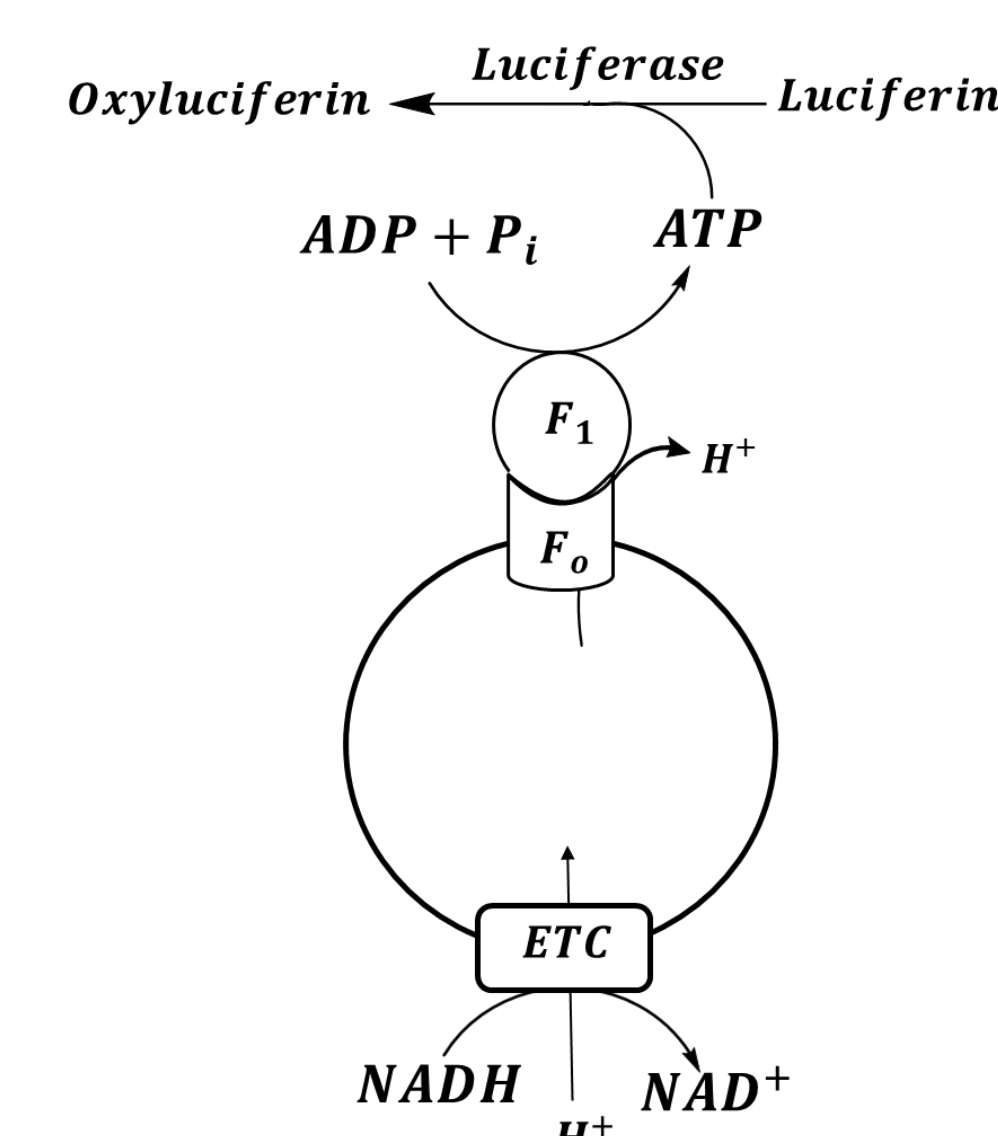 Luciferase
Oxyluciferin
Luciferin
ADP + Pi
ATP
F1
H+
Fo
ETC
NADH
NAD+
H+